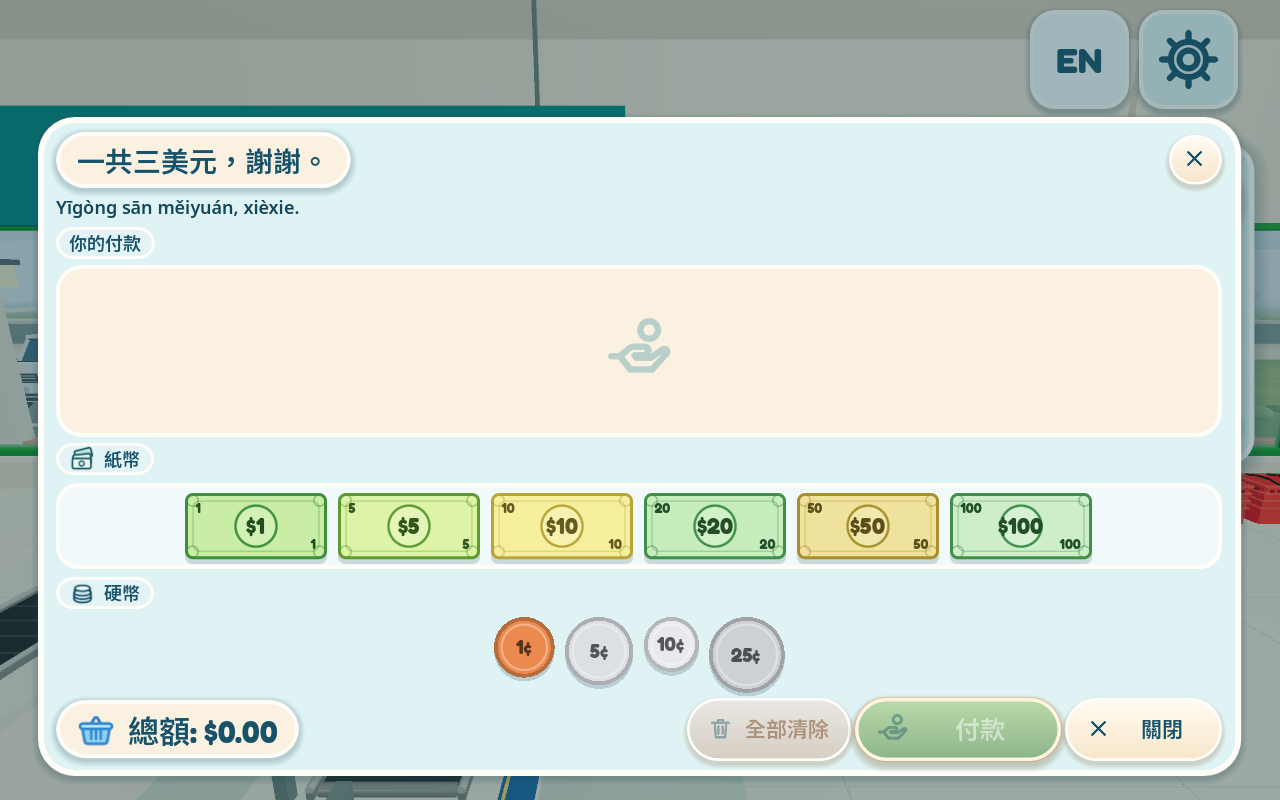 EN
一共三美元，謝謝。
Yīgòng sān měiyuán, xièxie.
你的付款
紙幣
1 $1 1
5 $5 5
10 $10 10
20 $20 20
50 $50 50
100 $100 100
硬幣
1¢
5¢
10¢
25¢
總額: $0.00
全部清除
付款
關閉